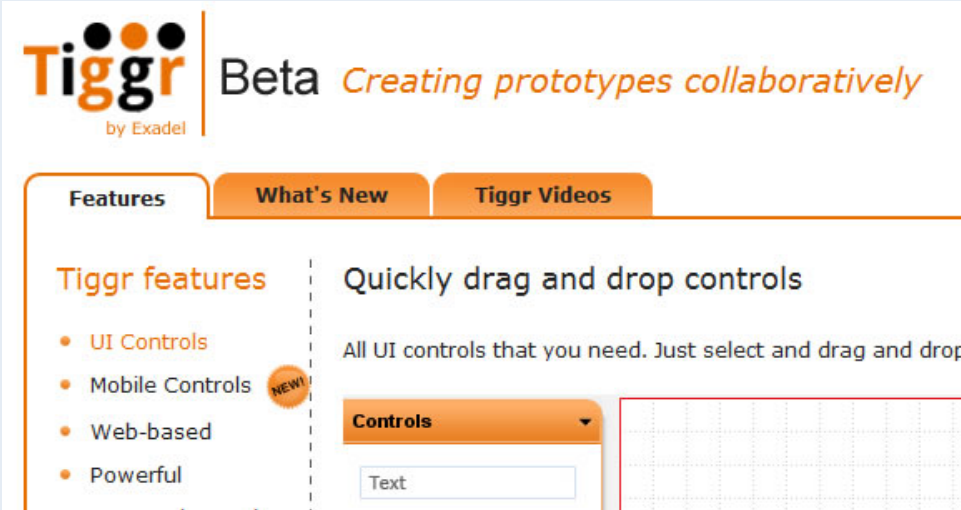 Tiggr
by Exadel
Beta
Creating prototypes collaboratively
Features
What's New
Tiggr Videos
Tiggr features
UI Controls
Mobile Controls
NEW!
Web-based
Powerful
Quickly drag and drop controls
All UI controls that you need. Just select and drag and drop
Controls
Text